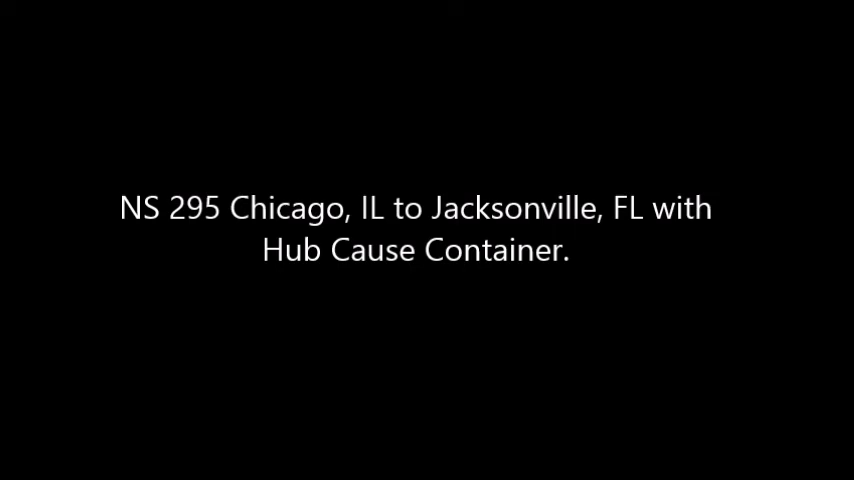 NS 295 Chicago, IL to Jacksonville, FL with
Hub Cause Container.